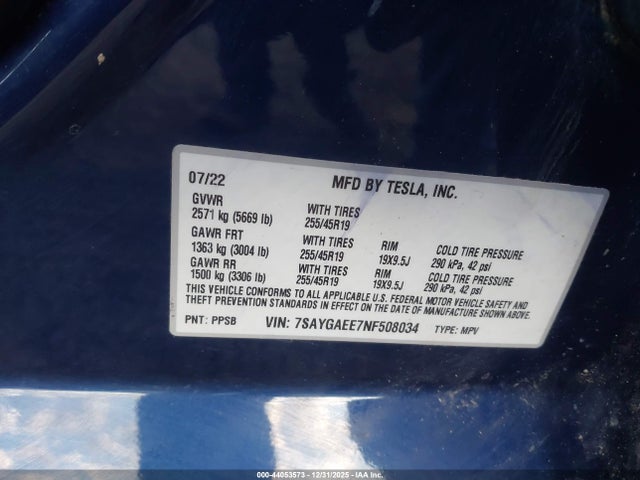 07/22 MFD BY TESLA, INC.
GVWR
2571 kg (5669 lb) WITH TIRES 255/45R19
GAWR FRT
1363 kg (3004 lb) WITH TIRES 255/45R19 RIM 19X9.5J COLD TIRE PRESSURE 290 kPa, 42 psi
GAWR RR
1500 kg (3306 lb) WITH TIRES 255/45R19 RIM 19X9.5J COLD TIRE PRESSURE 290 kPa, 42 psi
THIS VEHICLE CONFORMS TO ALL APPLICABLE U.S. FEDERAL MOTOR VEHICLE SAFETY AND
THEFT PREVENTION STANDARDS IN EFFECT ON THE DATE OF MANUFACTURE SHOWN ABOVE.
PNT: PPSB VIN: 7SAYGAEE7NF508034 TYPE: MPV
000-44053573 - 12/31/2025 - IAAI.com